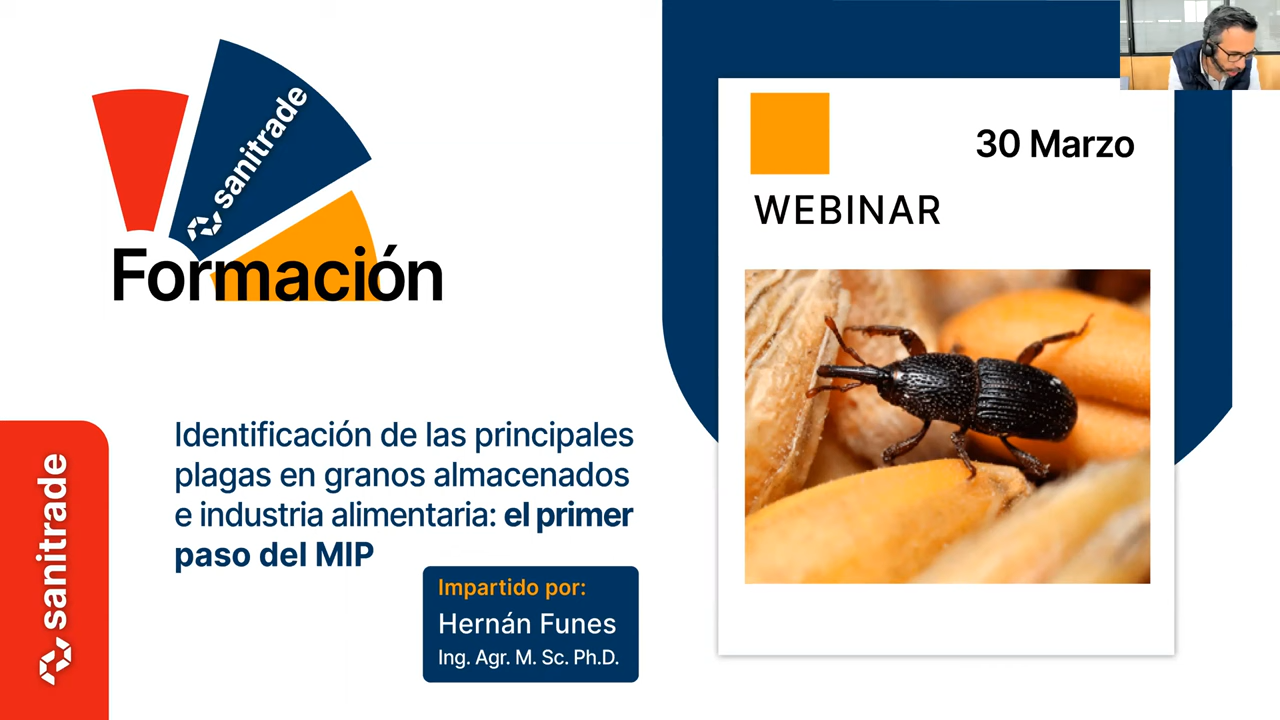 sanitrade
Formación
Identificación de las principales
plagas en granos almacenados
e industria alimentaria: el primer
paso del MIP
Impartido por:
Hernán Funes
Ing. Agr. M. Sc. Ph.D.
sanitrade
30 Marzo
WEBINAR